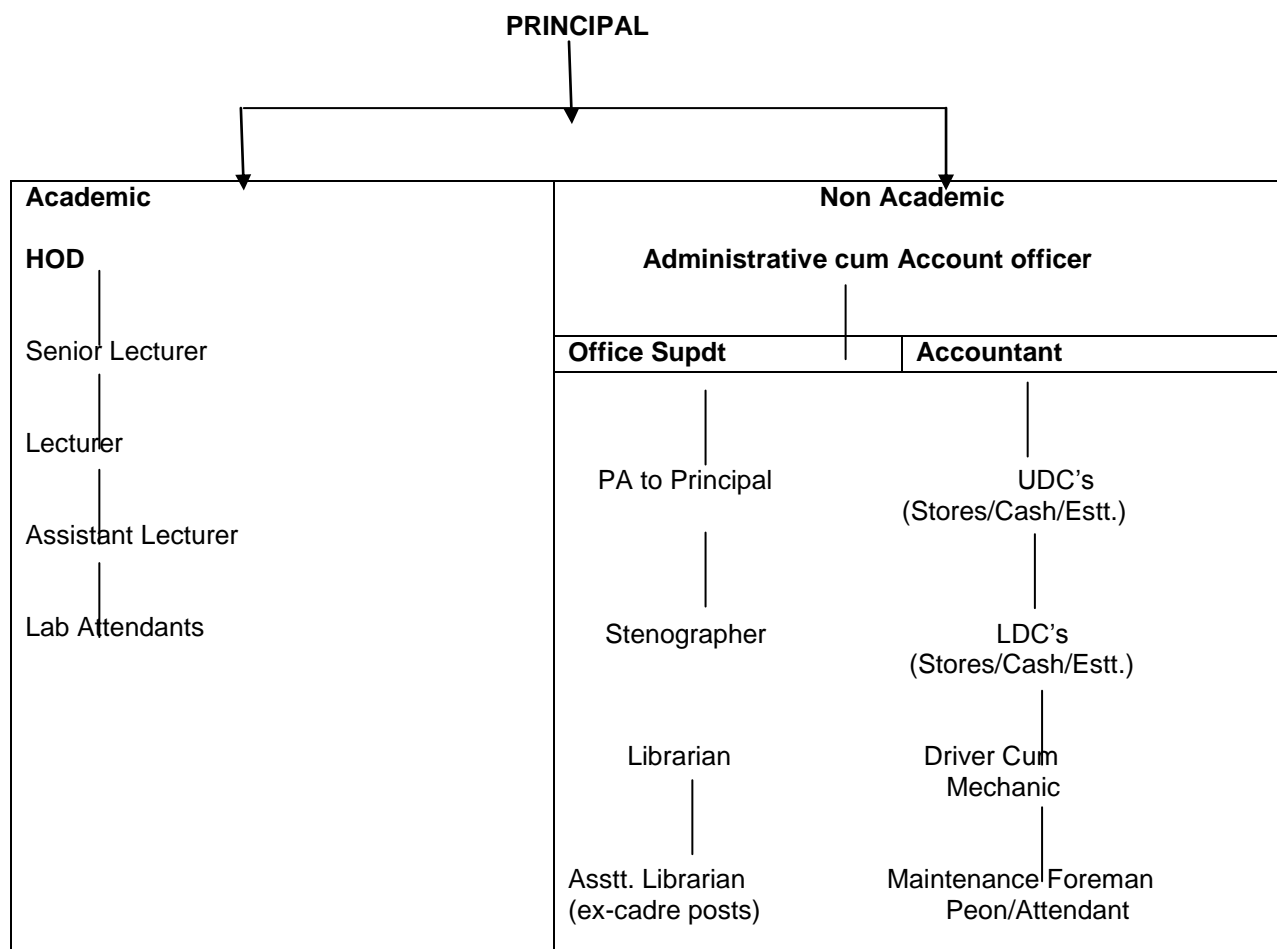 PRINCIPAL
Academic
HOD
Senior Lecturer
Lecturer
Assistant Lecturer
Lab Attendants
Non Academic
Administrative cum Account officer
Office Supdt
PA to Principal
Stenographer
Librarian
Asstt. Librarian
(ex-cadre posts)
Accountant
UDC’s
(Stores/Cash/Estt.)
LDC’s
(Stores/Cash/Estt.)
Driver Cum
Mechanic
Maintenance Foreman
Peon/Attendant